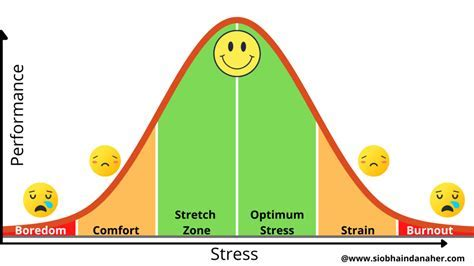 Performance
Stretch
Zone
Optimum
Stress
Boredom
Comfort
Strain
Burnout
Stress
@www.siobhaindanaher.com